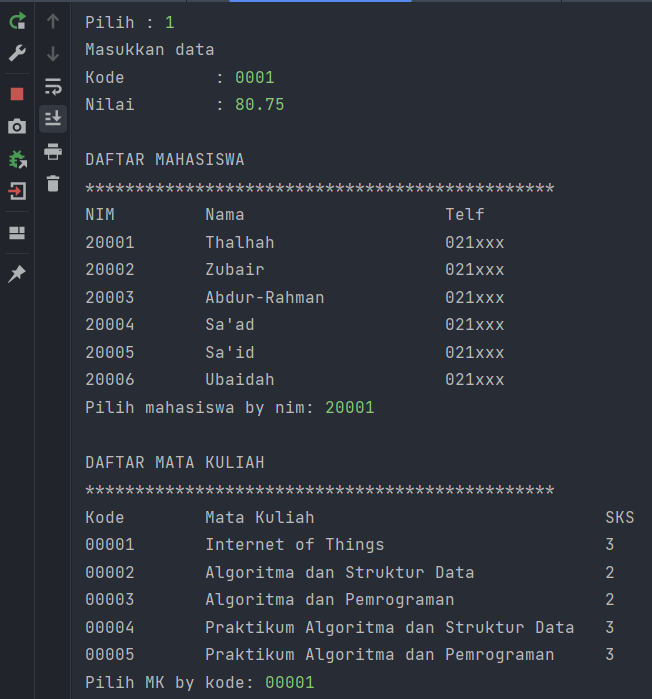 Pilih : 1
Masukkan data
Kode         : 0001
Nilai        : 80.75
DAFTAR MAHASISWA
***********************************************
NIM         Nama                    Telf
20001       Thalhah                 021xxx
20002       Zubair                  021xxx
20003       Abdur-Rahman            021xxx
20004       Sa'ad                   021xxx
20005       Sa'id                   021xxx
20006       Ubaidah                 021xxx
Pilih mahasiswa by nim: 20001
DAFTAR MATA KULIAH
***********************************************
Kode        Mata Kuliah                             SKS
00001       Internet of Things                      3
00002       Algoritma dan Struktur Data             2
00003       Algoritma dan Pemrograman               2
00004       Praktikum Algoritma dan Struktur Data   3
00005       Praktikum Algoritma dan Pemrograman     3
Pilih MK by kode: 00001